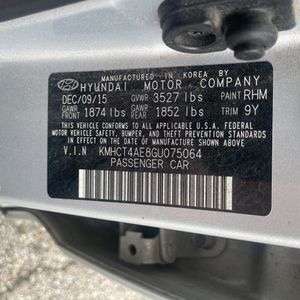 MANUFACTURED IN KOREA BY
HYUNDAI MOTOR COMPANY
DEC/09/15 GVWR 3527 lbs PAINT RHM
GAWR FRONT 1874 lbs GAWR REAR 1852 lbs TRIM 9Y
THIS VEHICLE CONFORMS TO ALL APPLICABLE U.S.
FEDERAL MOTOR VEHICLE SAFETY, BUMPER, AND
THEFT PREVENTION STANDARDS IN EFFECT ON THE
DATE OF MANUFACTURE SHOWN ABOVE.
V.I.N KMHCT4AE8GU075064
PASSENGER CAR